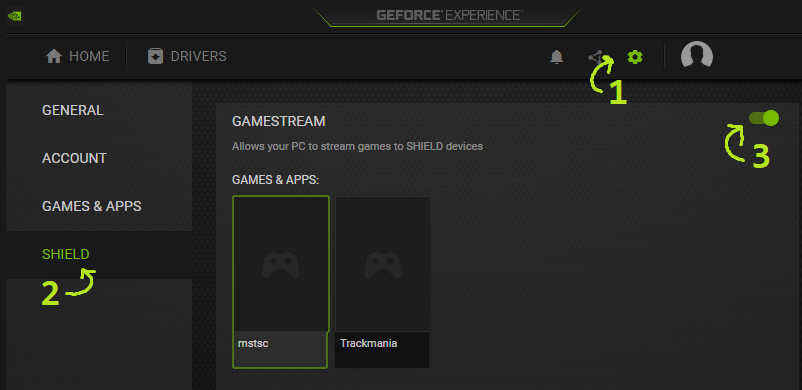 GEFORCE EXPERIENCE
HOME
DRIVERS
1
GENERAL
ACCOUNT
GAMES & APPS
SHIELD
2
GAMESTREAM
3
Allows your PC to stream games to SHIELD devices
GAMES & APPS:
mstsc
Trackmania